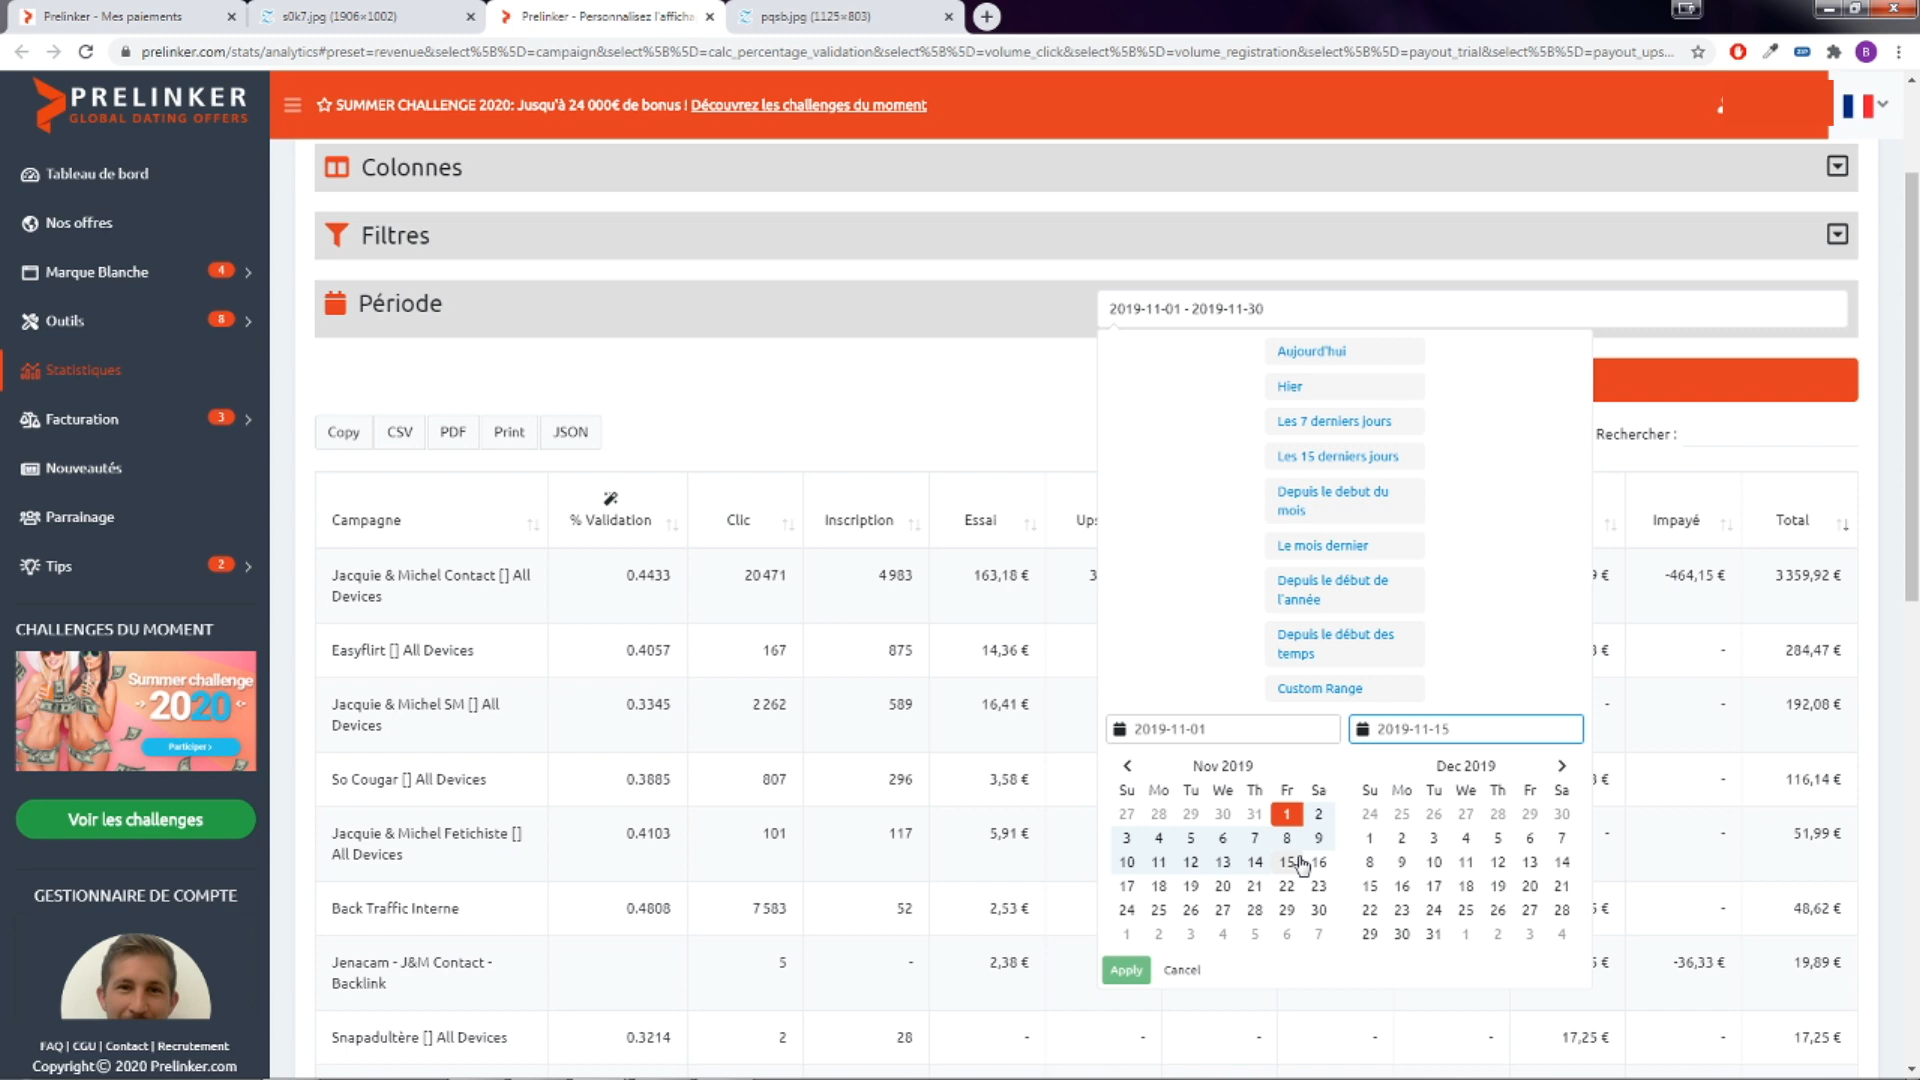 Prelinker - Mes paiements
s0k7.jpg (1906×1002)
Prelinker - Personnalisez l'afficha
pqsb.jpg (1125×803)
prelinker.com/stats/analytics#preset=revenue&select%5B%5D=campaign&select%5B%5D=calc_percentage_validation&select%5B%5D=volume_click&select%5B%5D=volume_registration&select%5B%5D=payout_trial&select%5B%5D=payout_ups...
B
PRELINKER
GLOBAL DATING OFFERS
SUMMER CHALLENGE 2020: Jusqu'à 24 000€ de bonus ! Découvrez les challenges du moment
Tableau de bord
Nos offres
Marque Blanche 4
Outils 8
Statistiques
Facturation 3
Nouveautés
Parrainage
Tips 2
CHALLENGES DU MOMENT
Summer challenge
2020
Participer >
Voir les challenges
GESTIONNAIRE DE COMPTE
FAQ | CGU | Contact | Recrutement
Copyright© 2020 Prelinker.com
Colonnes
Filtres
Période
2019-11-01 - 2019-11-30
Aujourd'hui
Hier
Les 7 derniers jours
Les 15 derniers jours
Depuis le debut du
mois
Le mois dernier
Depuis le début de
l'année
Depuis le début des
temps
Custom Range
2019-11-01 2019-11-15
Nov 2019 Dec 2019
Su Mo Tu We Th Fr Sa Su Mo Tu We Th Fr Sa
27 28 29 30 31 1 2 24 25 26 27 28 29 30
3 4 5 6 7 8 9 1 2 3 4 5 6 7
10 11 12 13 14 15 16 8 9 10 11 12 13 14
17 18 19 20 21 22 23 15 16 17 18 19 20 21
24 25 26 27 28 29 30 22 23 24 25 26 27 28
1 2 3 4 5 6 7 29 30 31 1 2 3 4
Apply Cancel
Copy CSV PDF Print JSON
Rechercher :
Campagne % Validation Clic Inscription Essai Ups Impayé Total
Jacquie & Michel Contact [] All
Devices 0.4433 20 471 4 983 163,18 € 3 9 € -464,15 € 3 359,92 €
Easyflirt [] All Devices 0.4057 167 875 14,36 € 3 € - 284,47 €
Jacquie & Michel SM [] All
Devices 0.3345 2 262 589 16,41 € - - 192,08 €
So Cougar [] All Devices 0.3885 807 296 3,58 € 3 € - 116,14 €
Jacquie & Michel Fetichiste []
All Devices 0.4103 101 117 5,91 € - - 51,99 €
Back Traffic Interne 0.4808 7 583 52 2,53 € 5 € - 48,62 €
Jenacam - J&M Contact -
Backlink 5 - 2,38 € 5 € -36,33 € 19,89 €
Snapadultère [] All Devices 0.3214 2 28 - - - - - 17,25 € - 17,25 €